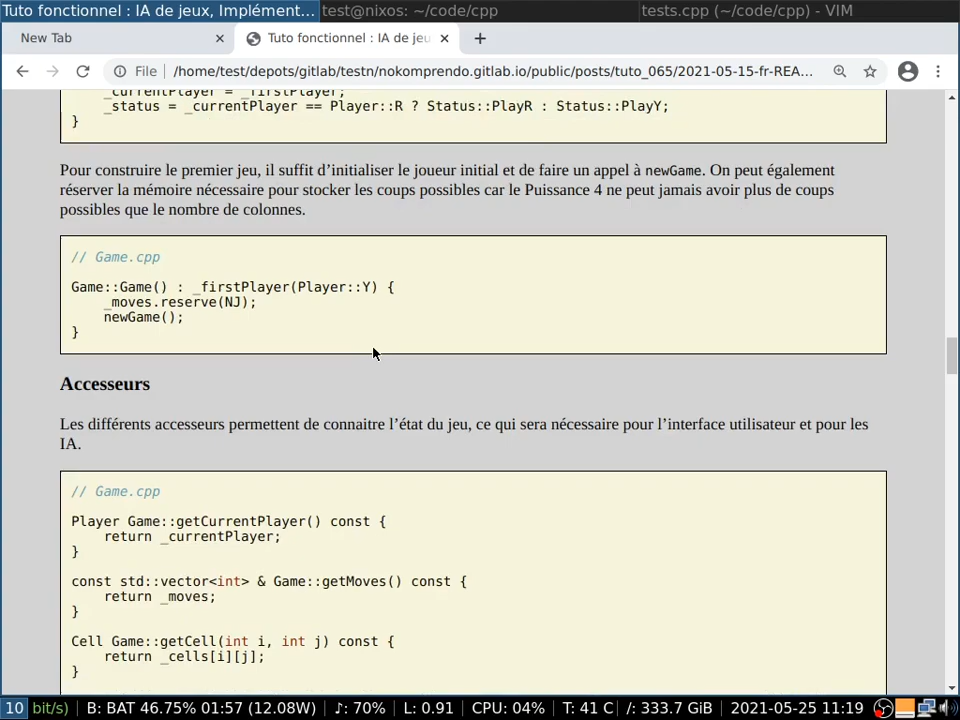 Tuto fonctionnel : IA de jeux, Implément... test@nixos: ~/code/cpp tests.cpp (~/code/cpp) - VIM
New Tab Tuto fonctionnel : IA de jeu
File /home/test/depots/gitlab/testn/nokomprendo.gitlab.io/public/posts/tuto_065/2021-05-15-fr-REA...
_currentPlayer = _firstPlayer;
_status = _currentPlayer == Player::R ? Status::PlayR : Status::PlayY;
}
Pour construire le premier jeu, il suffit d’initialiser le joueur initial et de faire un appel à newGame. On peut également
réserver la mémoire nécessaire pour stocker les coups possibles car le Puissance 4 ne peut jamais avoir plus de coups
possibles que le nombre de colonnes.
// Game.cpp
Game::Game() : _firstPlayer(Player::Y) {
_moves.reserve(NJ);
newGame();
}
Accesseurs
Les différents accesseurs permettent de connaitre l’état du jeu, ce qui sera nécessaire pour l’interface utilisateur et pour les
IA.
// Game.cpp
Player Game::getCurrentPlayer() const {
return _currentPlayer;
}
const std::vector<int> & Game::getMoves() const {
return _moves;
}
Cell Game::getCell(int i, int j) const {
return _cells[i][j];
}
10 bit/s) B: BAT 46.75% 01:57 (12.08W) ♪: 70% L: 0.91 CPU: 04% T: 41 C /: 333.7 GiB 2021-05-25 11:19